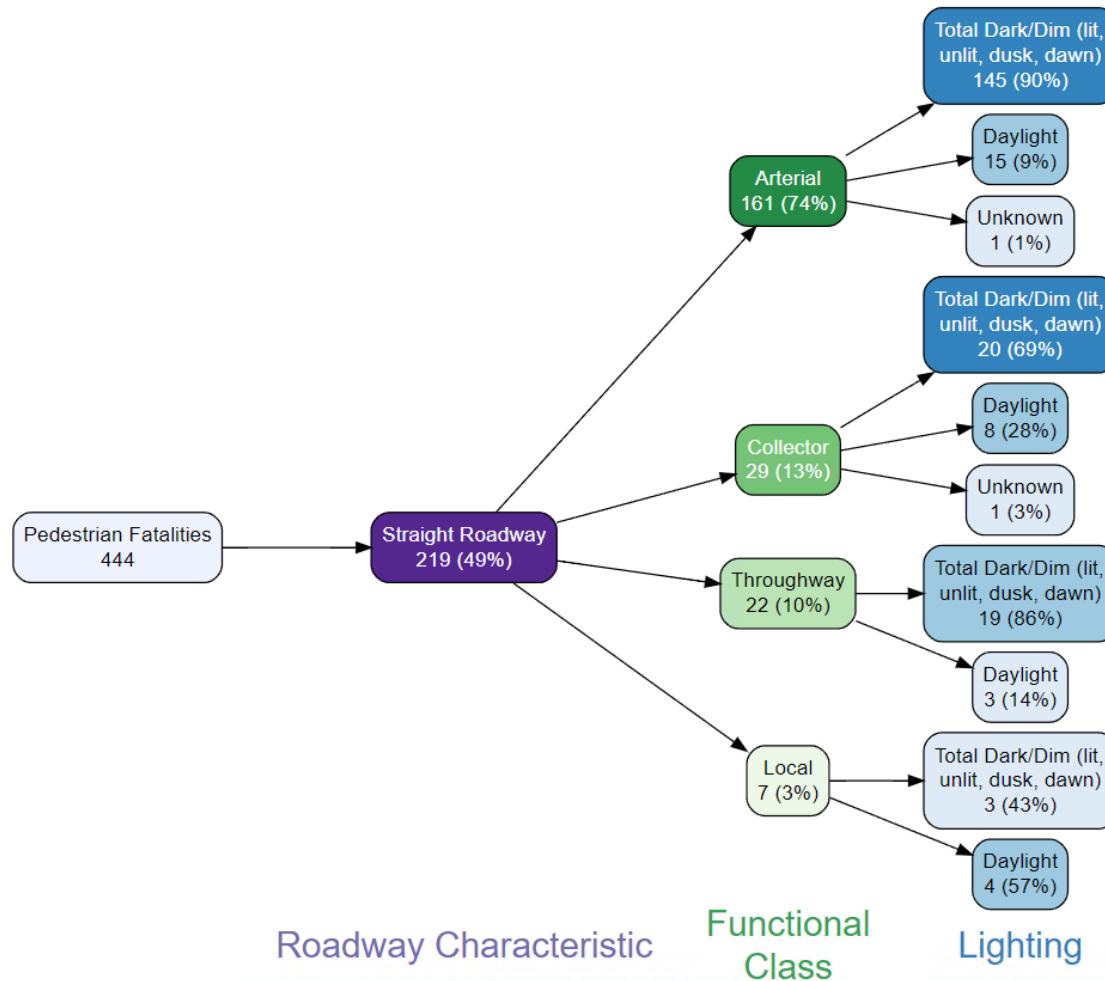 Pedestrian Fatalities
444
Straight Roadway
219 (49%)
Arterial
161 (74%)
Total Dark/Dim (lit,
unlit, dusk, dawn)
145 (90%)
Daylight
15 (9%)
Unknown
1 (1%)
Collector
29 (13%)
Total Dark/Dim (lit,
unlit, dusk, dawn)
20 (69%)
Daylight
8 (28%)
Unknown
1 (3%)
Throughway
22 (10%)
Total Dark/Dim (lit,
unlit, dusk, dawn)
19 (86%)
Daylight
3 (14%)
Local
7 (3%)
Total Dark/Dim (lit,
unlit, dusk, dawn)
3 (43%)
Daylight
4 (57%)
Roadway Characteristic
Functional
Class
Lighting